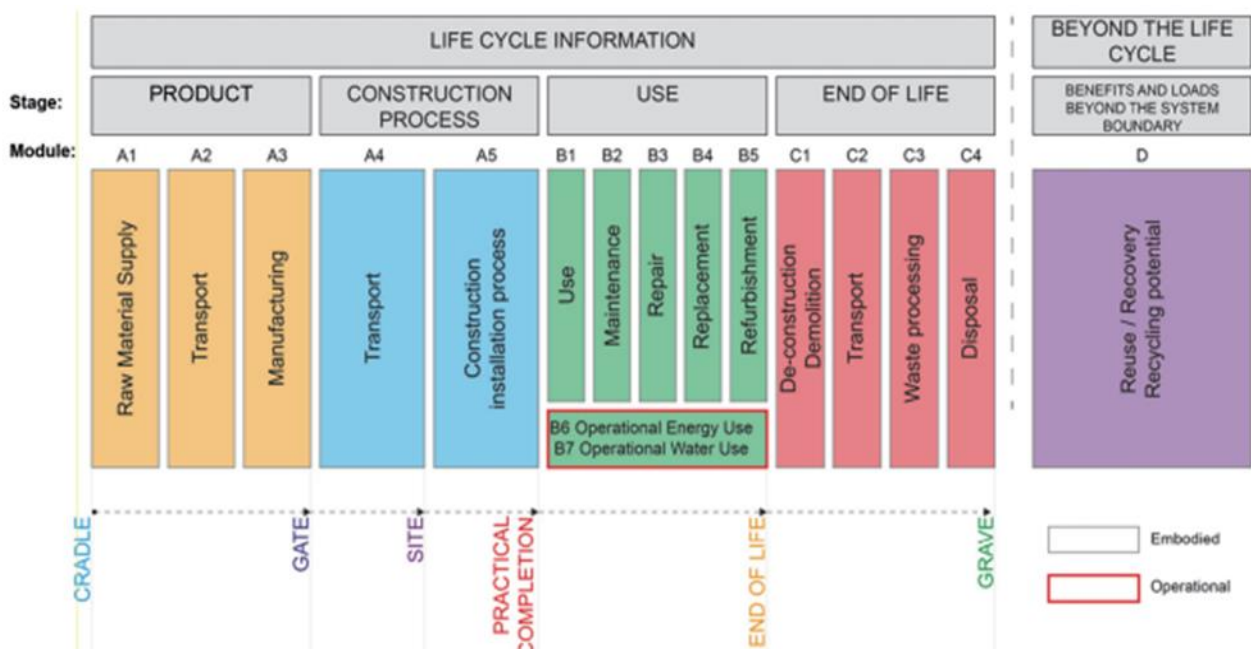 LIFE CYCLE INFORMATION
BEYOND THE LIFE
CYCLE
Stage:
PRODUCT
CONSTRUCTION
PROCESS
USE
END OF LIFE
BENEFITS AND LOADS
BEYOND THE SYSTEM
BOUNDARY
Module:
A1
A2
A3
A4
A5
B1
B2
B3
B4
B5
C1
C2
C3
C4
D
Raw Material Supply
Transport
Manufacturing
Transport
Construction
installation process
Use
Maintenance
Repair
Replacement
Refurbishment
B6 Operational Energy Use
B7 Operational Water Use
De-construction
Demolition
Transport
Waste processing
Disposal
Reuse / Recovery
Recycling potential
CRADLE
GATE
SITE
PRACTICAL
COMPLETION
END OF LIFE
GRAVE
Embodied
Operational